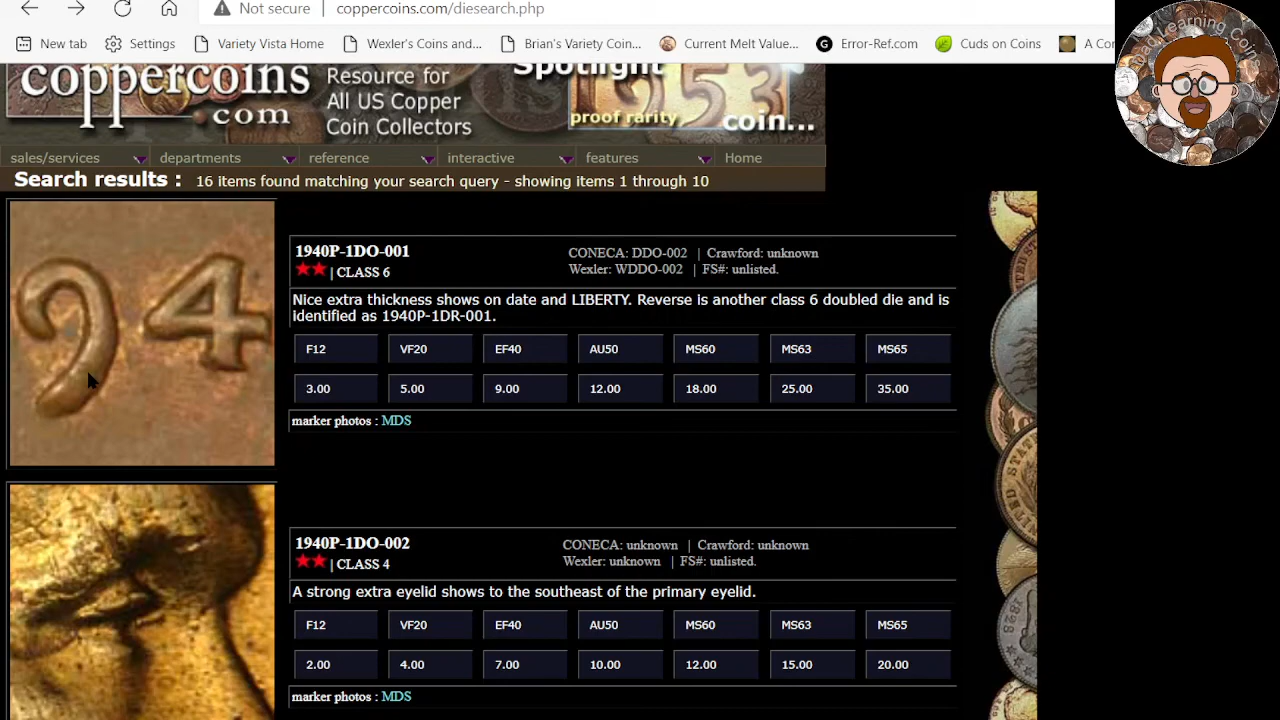 Not secure | coppercoins.com/diesearch.php
New tab Settings Variety Vista Home Wexler's Coins and... Brian's Variety Coin... Current Melt Value... Error-Ref.com Cuds on Coins A Co
Learning Coins
coppercoins
.com
Resource for
All US Copper
Coin Collectors
Spotlight
1953
proof rarity
coin...
sales/services departments reference interactive features Home
Search results : 16 items found matching your search query - showing items 1 through 10
94
1940P-1DO-001
| CLASS 6
CONECA: DDO-002 | Crawford: unknown
Wexler: WDDO-002 | FS#: unlisted.
Nice extra thickness shows on date and LIBERTY. Reverse is another class 6 doubled die and is
identified as 1940P-1DR-001.
F12 VF20 EF40 AU50 MS60 MS63 MS65
3.00 5.00 9.00 12.00 18.00 25.00 35.00
marker photos : MDS
1940P-1DO-002
| CLASS 4
CONECA: unknown | Crawford: unknown
Wexler: unknown | FS#: unlisted.
A strong extra eyelid shows to the southeast of the primary eyelid.
F12 VF20 EF40 AU50 MS60 MS63 MS65
2.00 4.00 7.00 10.00 12.00 15.00 20.00
marker photos : MDS